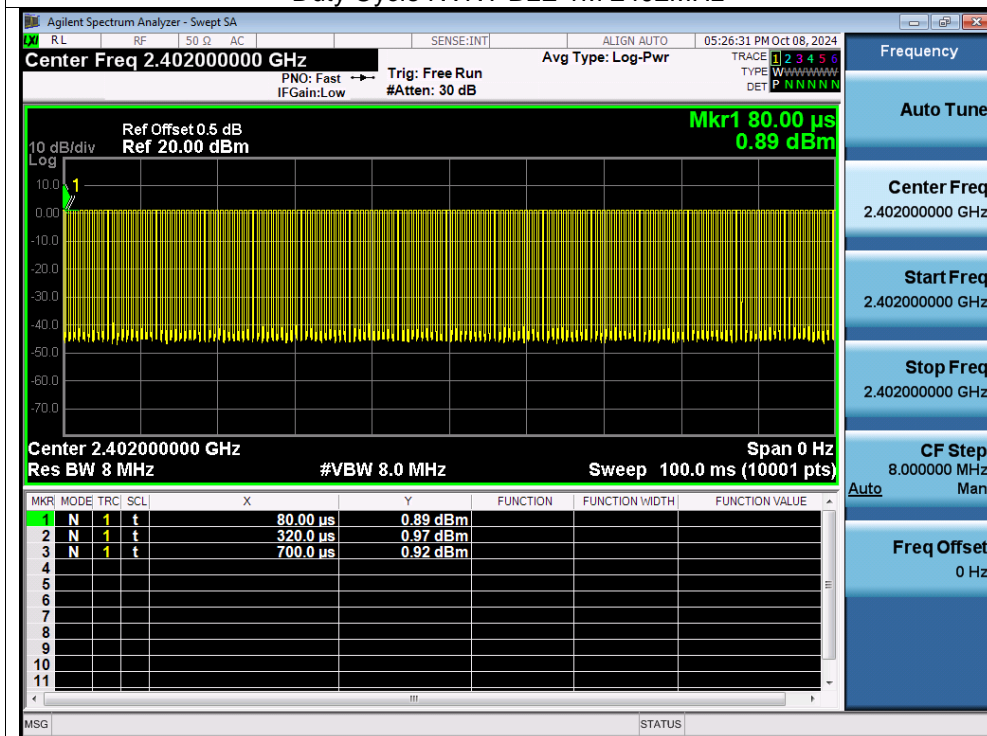 Agilent Spectrum Analyzer - Swept SA
LXI RL RF 50 Ω AC SENSE:INT ALIGN AUTO 05:26:31 PM Oct 08, 2024
Center Freq 2.402000000 GHz
PNO: Fast
IFGain:Low
Trig: Free Run
#Atten: 30 dB
Avg Type: Log-Pwr
TRACE 1 2 3 4 5 6
TYPE WWWWWWW
DET P N N N N N
Frequency
Mkr1 80.00 µs
0.89 dBm
Ref Offset 0.5 dB
10 dB/div Ref 20.00 dBm
Log
10.0
0.00
-10.0
-20.0
-30.0
-40.0
-50.0
-60.0
-70.0
1
Center 2.402000000 GHz Span 0 Hz
Res BW 8 MHz #VBW 8.0 MHz Sweep 100.0 ms (10001 pts)
MKR MODE TRC SCL X Y FUNCTION FUNCTION WIDTH FUNCTION VALUE
1 N 1 t 80.00 µs 0.89 dBm
2 N 1 t 320.0 µs 0.97 dBm
3 N 1 t 700.0 µs 0.92 dBm
4
5
6
7
8
9
10
11
MSG STATUS
Auto Tune
Center Freq
2.402000000 GHz
Start Freq
2.402000000 GHz
Stop Freq
2.402000000 GHz
CF Step
8.000000 MHz
Auto Man
Freq Offset
0 Hz